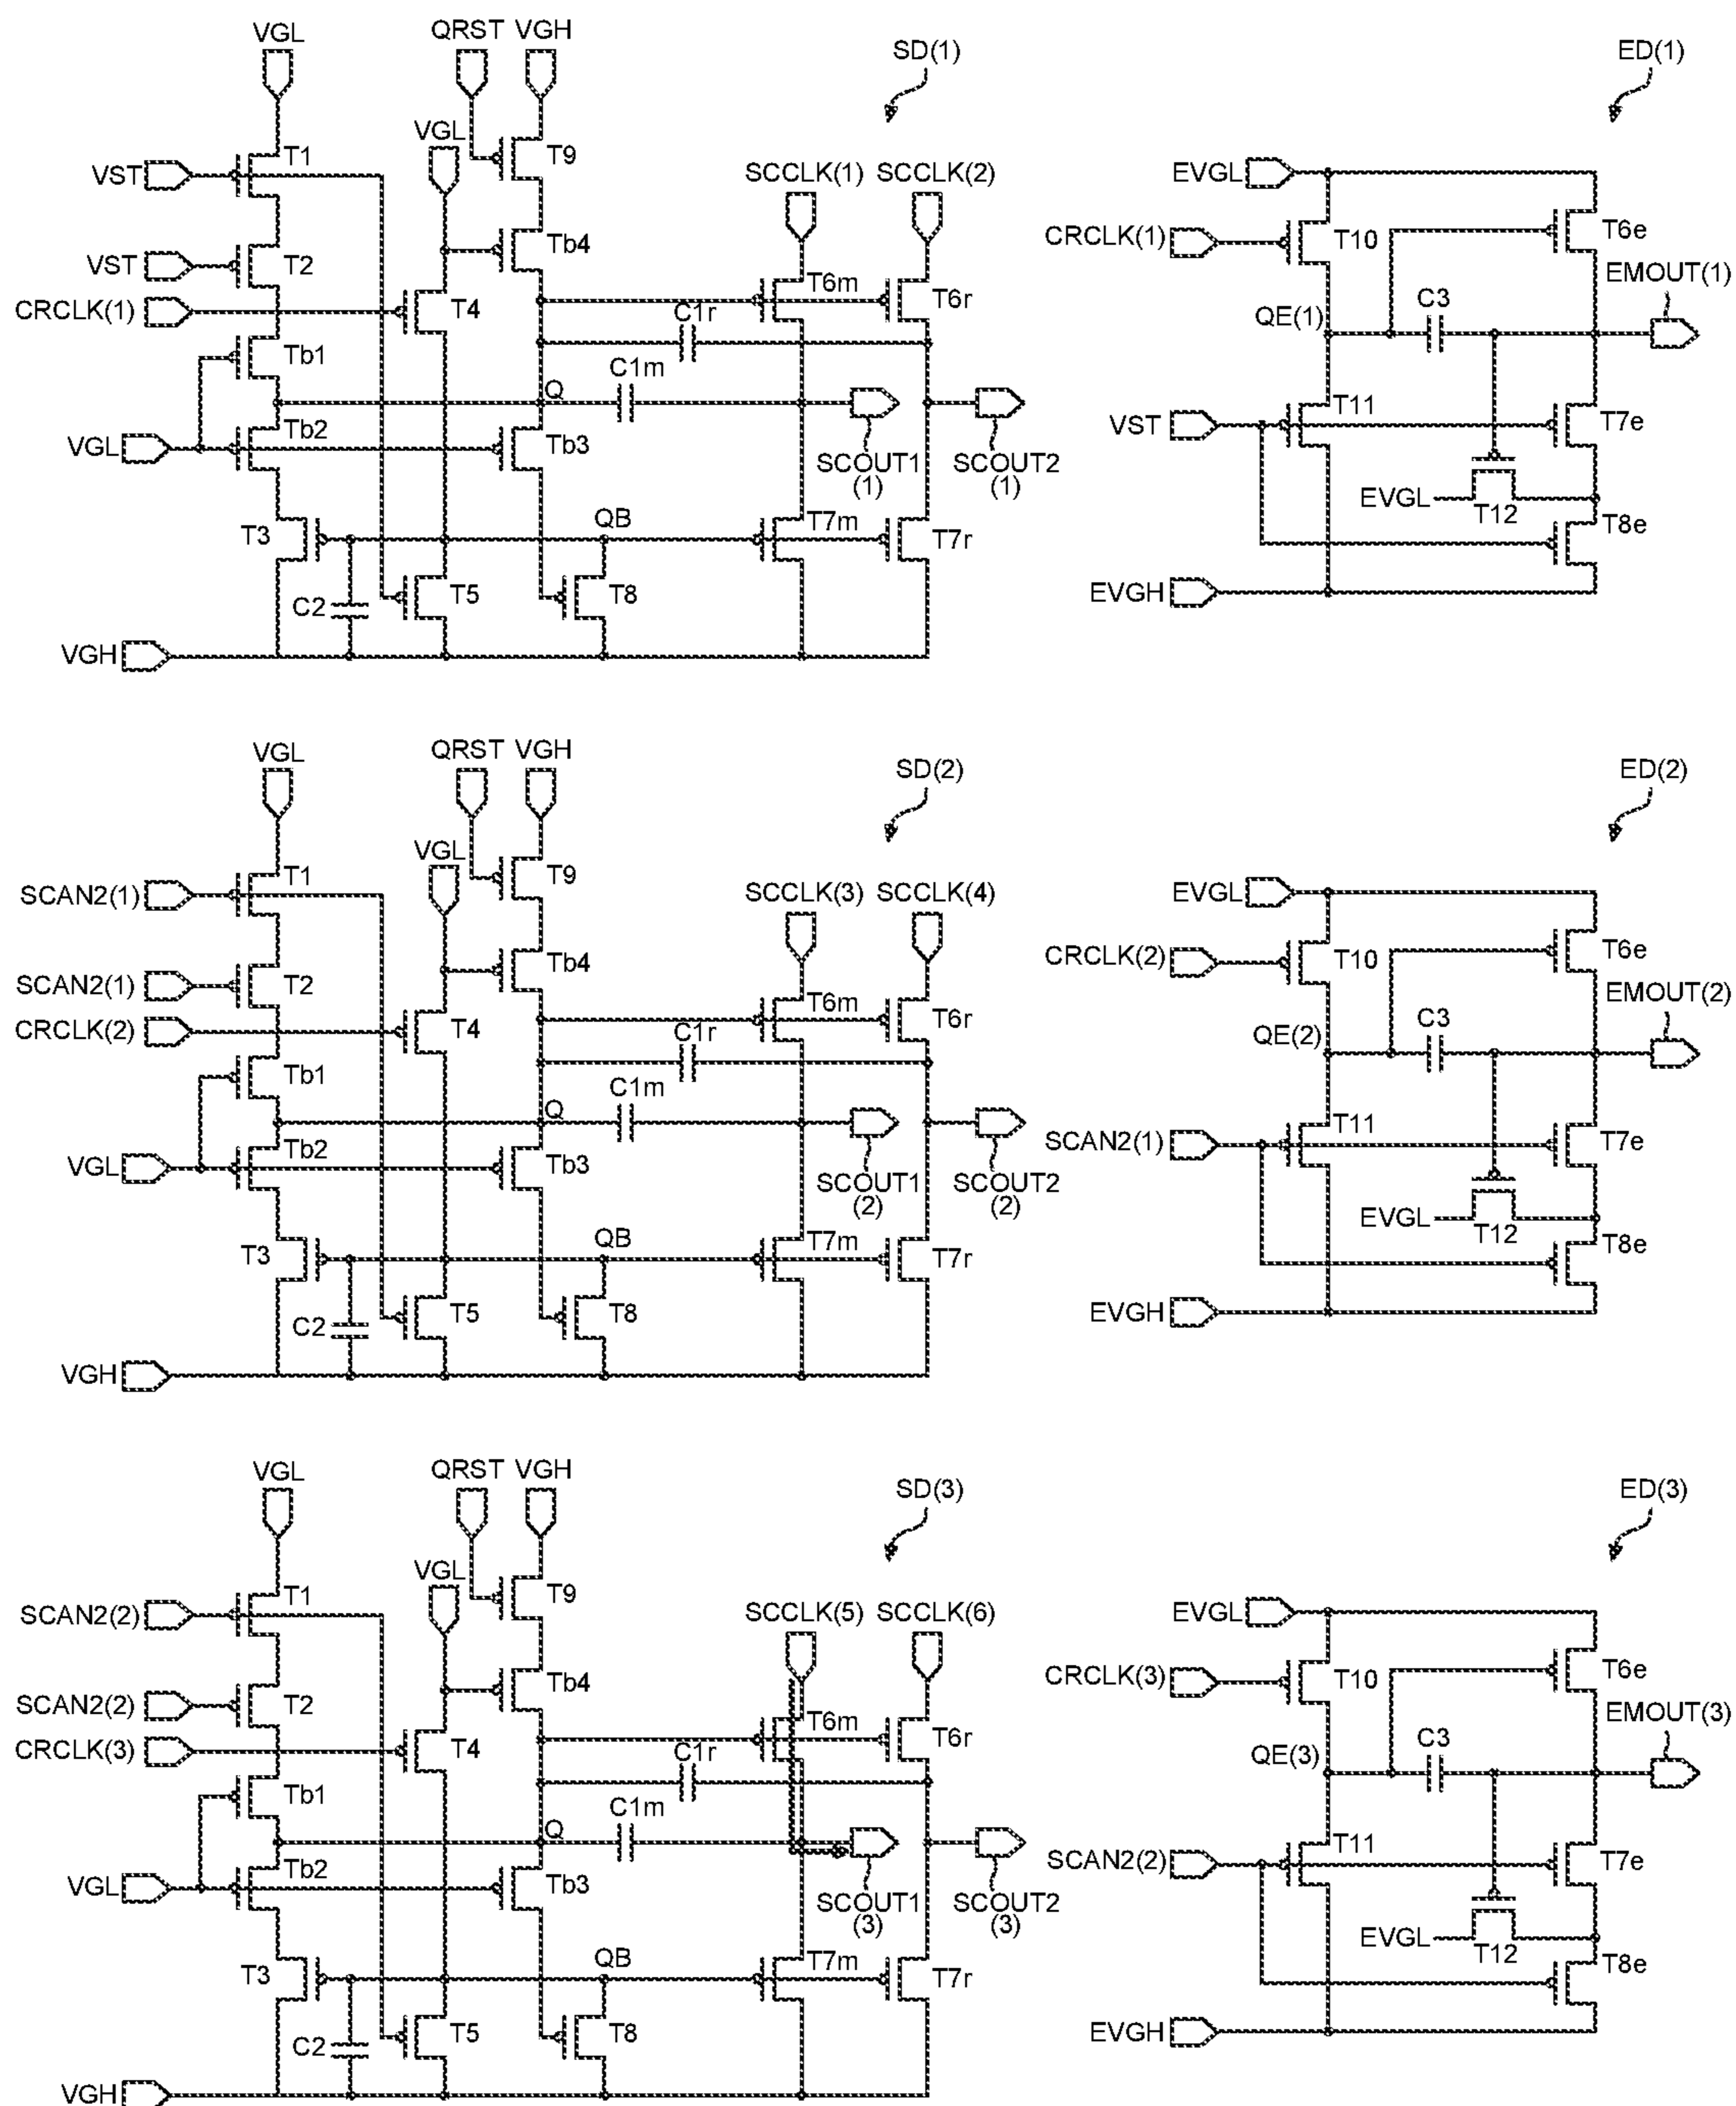 VGL
QRST VGH
SD(1)
ED(1)
VGL
T1
T9
VST
SCCLK(1) SCCLK(2)
EVGL
T6e
CRCLK(1)
T10
VST
T2
Tb4
EMOUT(1)
CRCLK(1)
T4
T6m
T6r
C1r
QE(1)
C3
Tb1
C1m
Q
T11
VST
T7e
Tb2
VGL
Tb3
SCOUT1
(1)
SCOUT2
(1)
EVGL
T12
T3
QB
T7m
T7r
T8e
C2
T5
T8
EVGH
VGH
VGL
QRST VGH
SD(2)
ED(2)
VGL
T1
T9
SCAN2(1)
SCCLK(3) SCCLK(4)
EVGL
T6e
CRCLK(2)
T10
SCAN2(1)
T2
Tb4
EMOUT(2)
CRCLK(2)
T4
T6m
T6r
C1r
QE(2)
C3
Tb1
C1m
Q
T11
SCAN2(1)
T7e
Tb2
VGL
Tb3
SCOUT1
(2)
SCOUT2
(2)
EVGL
T12
T3
QB
T7m
T7r
T8e
C2
T5
T8
EVGH
VGH
VGL
QRST VGH
SD(3)
ED(3)
VGL
T1
T9
SCAN2(2)
SCCLK(5) SCCLK(6)
EVGL
T6e
CRCLK(3)
T10
SCAN2(2)
T2
Tb4
EMOUT(3)
CRCLK(3)
T4
T6m
T6r
C1r
QE(3)
C3
Tb1
C1m
Q
T11
SCAN2(2)
T7e
Tb2
VGL
Tb3
SCOUT1
(3)
SCOUT2
(3)
EVGL
T12
T3
QB
T7m
T7r
T8e
C2
T5
T8
EVGH
VGH